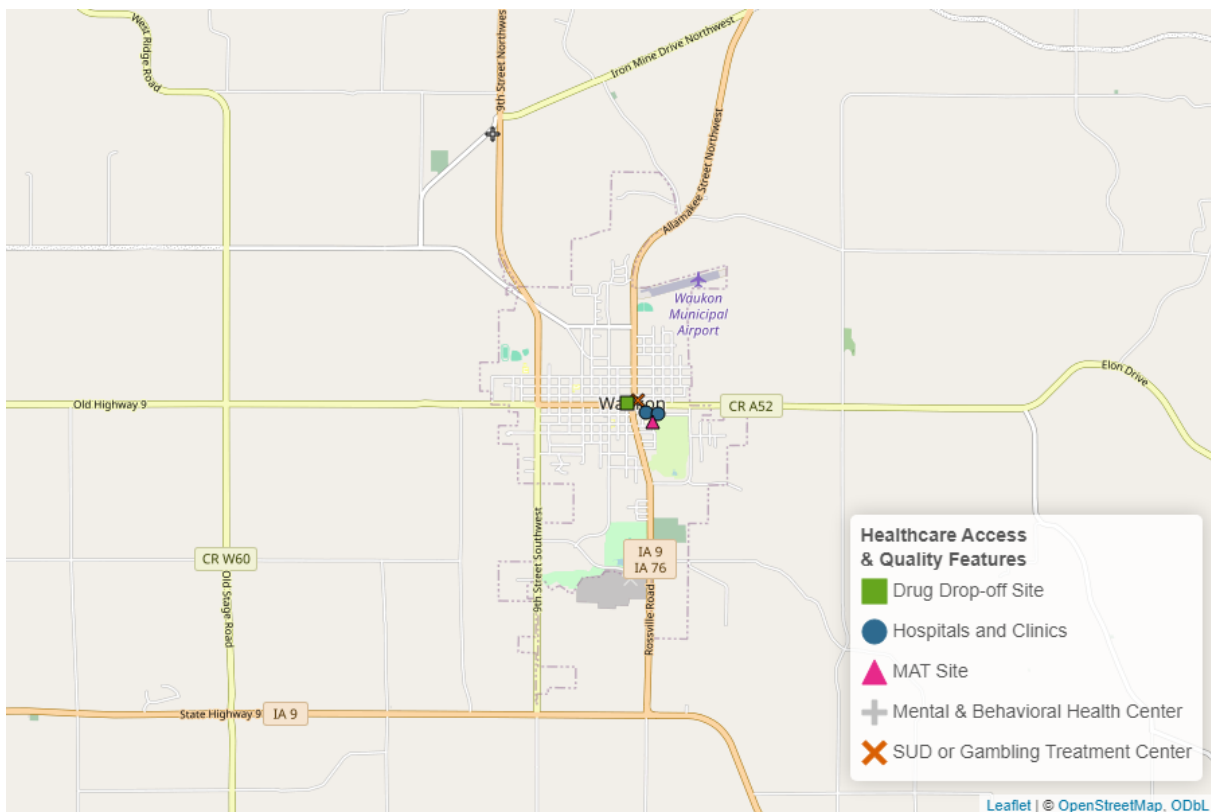 West Ridge Road
9th Street Northwest
Iron Mine Drive Northwest
Allamakee Street Northwest
Waukon
Municipal
Airport
Elon Drive
Old Highway 9
CR A52
CR W60
Old Stage Road
9th Street Southwest
IA 9
IA 76
Rossville Road
State Highway 9
IA 9
Healthcare Access
& Quality Features
Drug Drop-off Site
Hospitals and Clinics
MAT Site
Mental & Behavioral Health Center
SUD or Gambling Treatment Center
Leaflet | © OpenStreetMap, ODbL